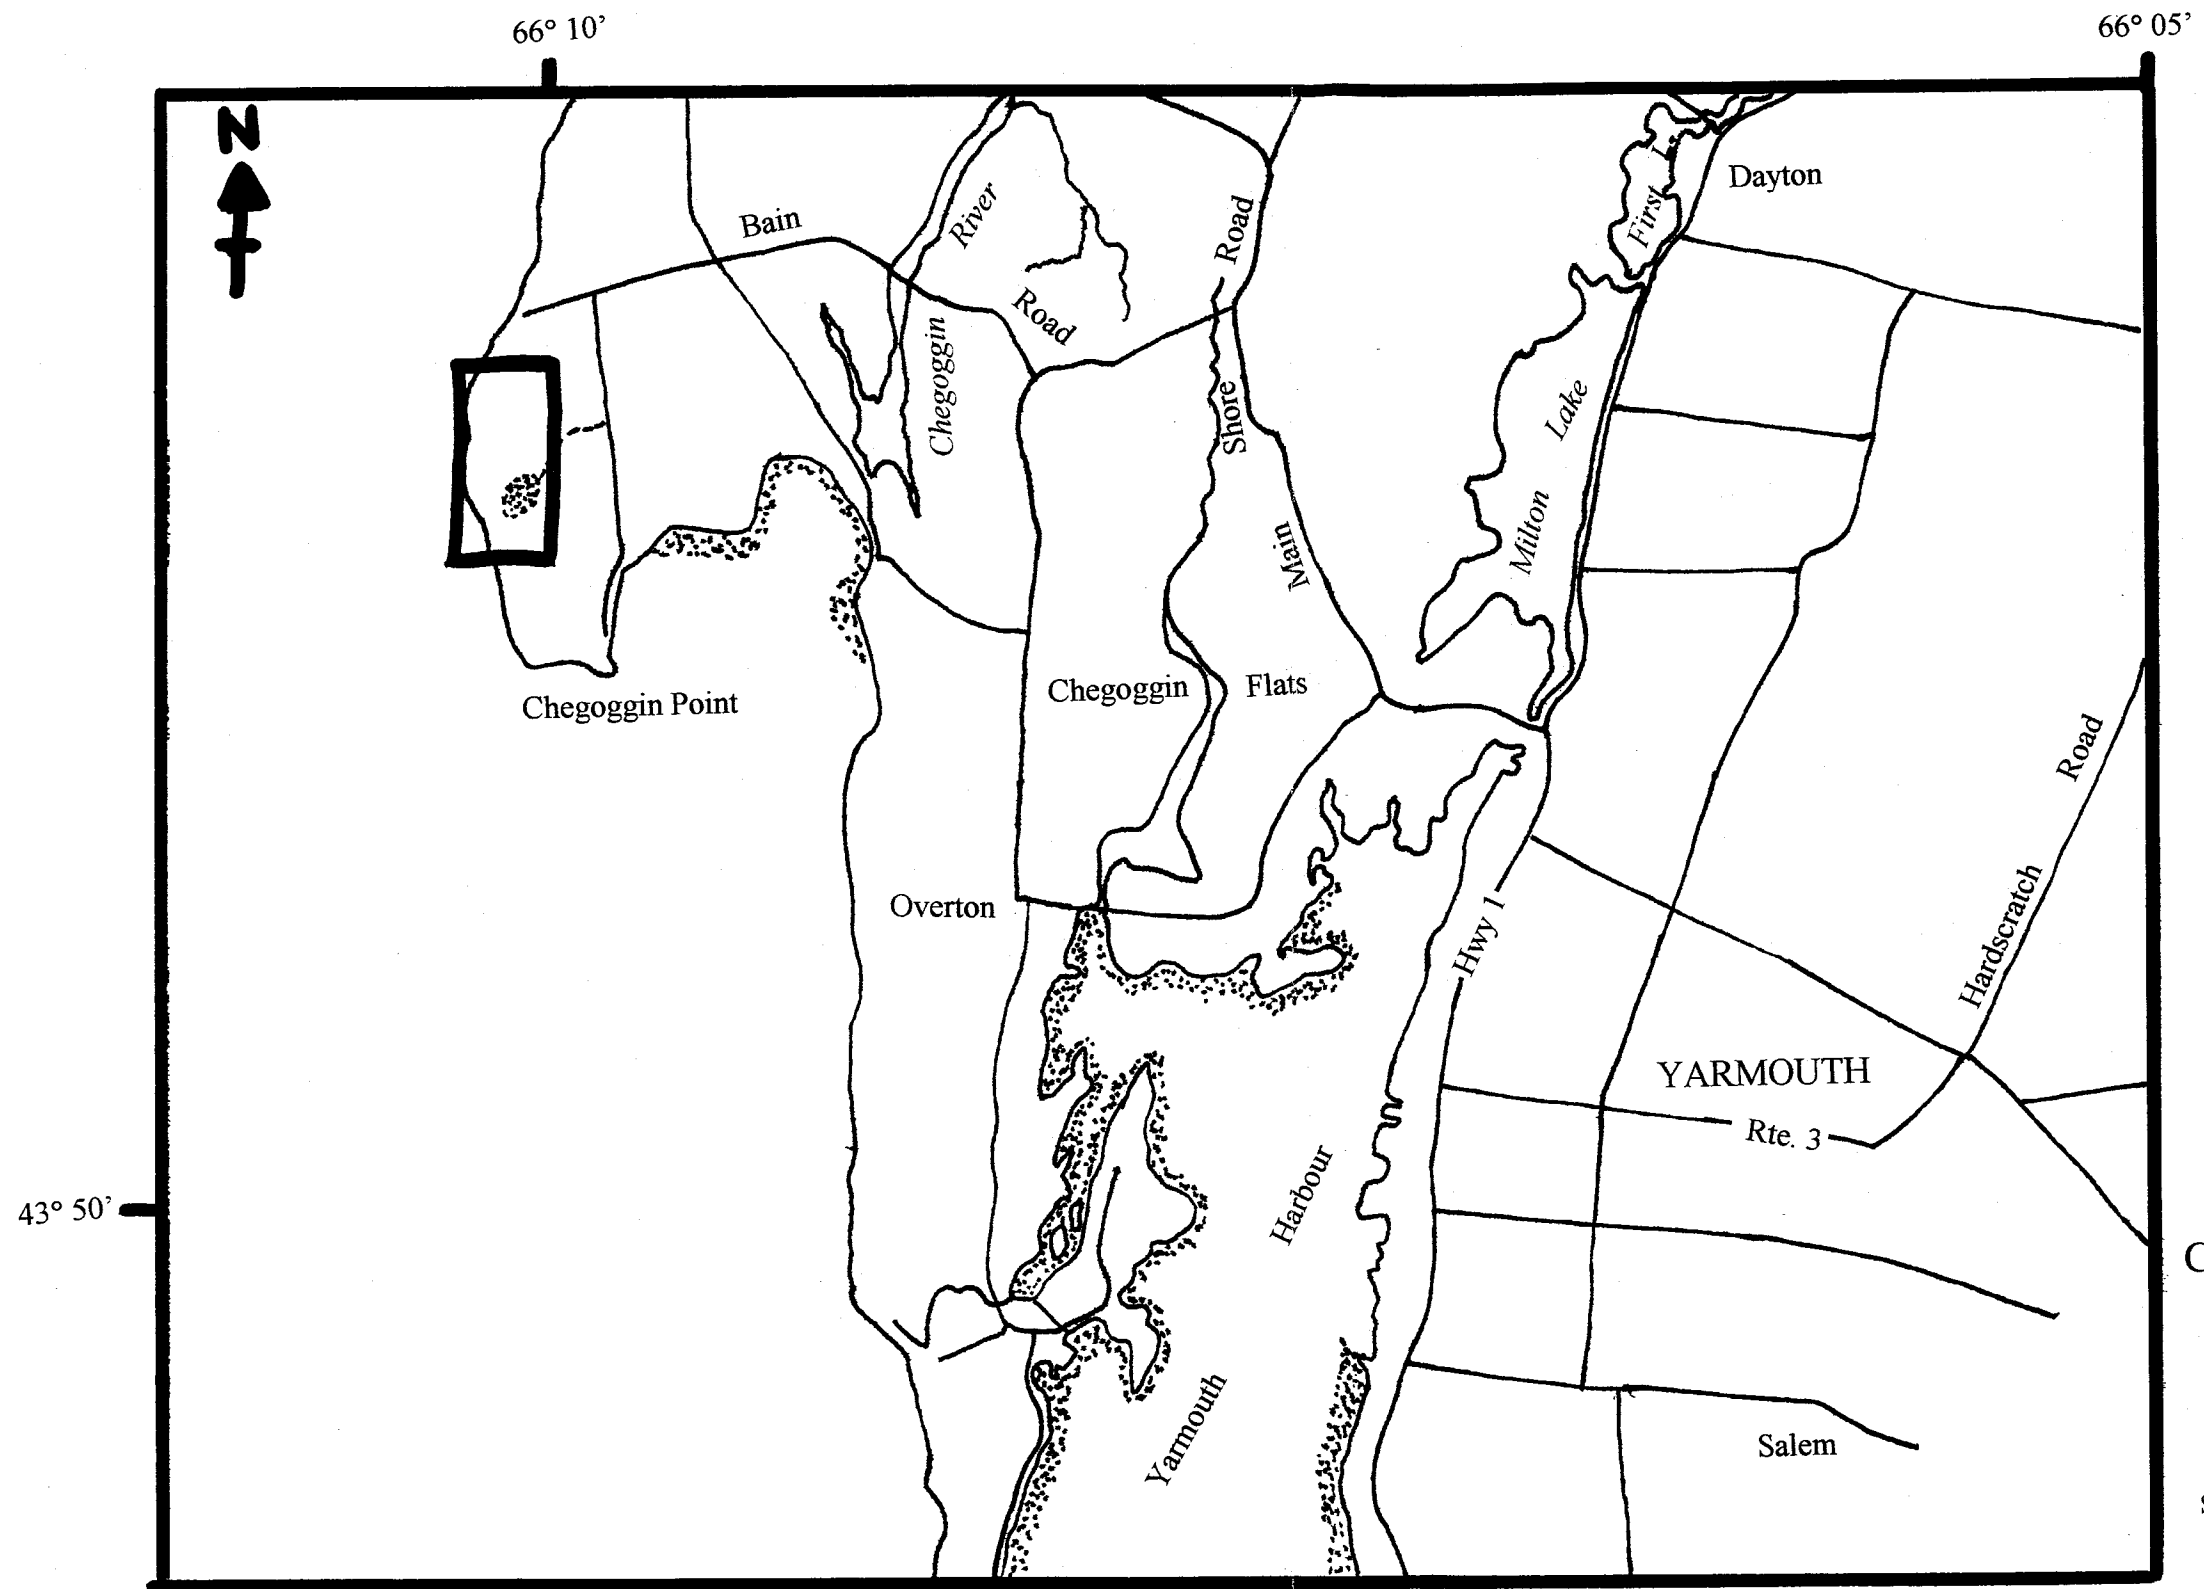 66° 10'
66° 05'
N
Dayton
First L.
Bain
Road
River
Chegoggin
Shore
Road
Milton
Lake
Main
Chegoggin Point
Chegoggin
Flats
Overton
Hwy 1
Hardscratch
Road
YARMOUTH
Rte. 3
43° 50'
Yarmouth
Harbour
Salem